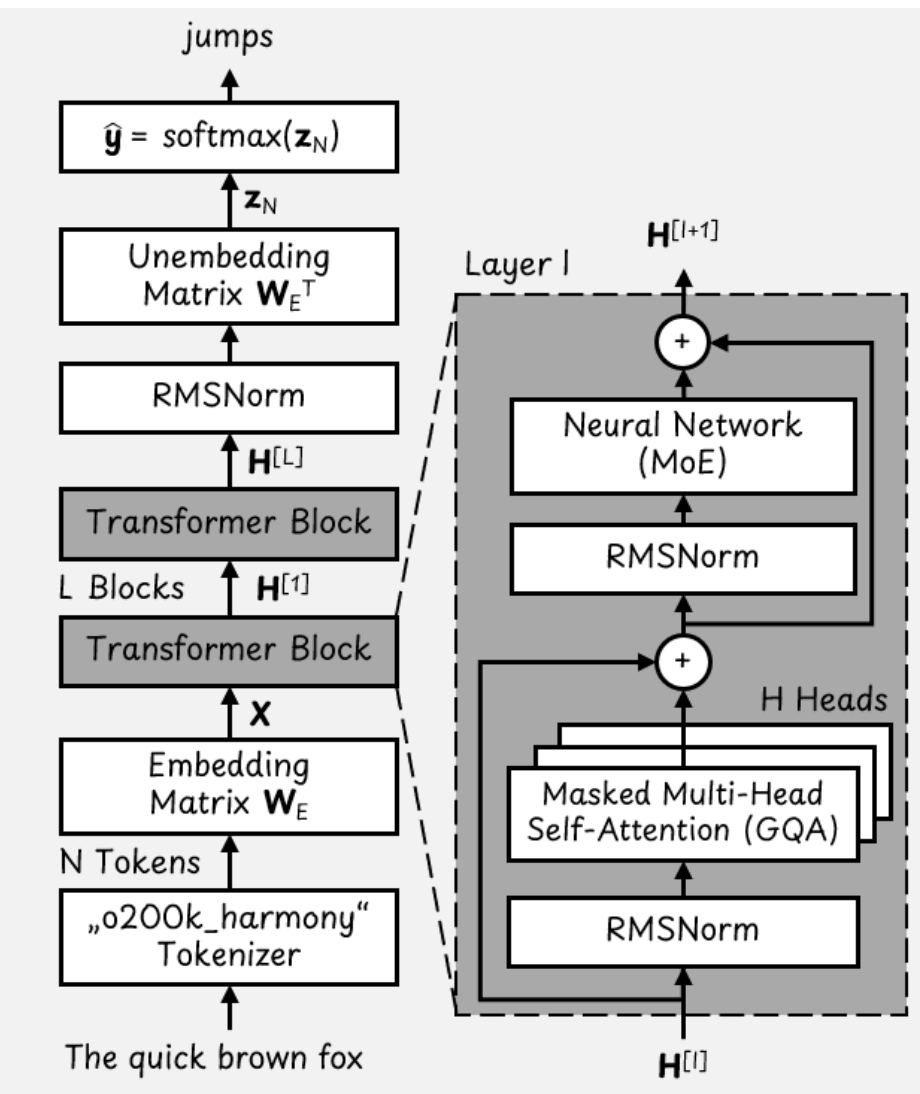 jumps
ŷ = softmax(z_N)
z_N
Unembedding
Matrix W_E^T
RMSNorm
H^[L]
Transformer Block
L Blocks
H^[1]
Transformer Block
X
Embedding
Matrix W_E
N Tokens
„o200k_harmony“
Tokenizer
The quick brown fox
H^[l+1]
Layer l
+
Neural Network
(MoE)
RMSNorm
+
H Heads
Masked Multi-Head
Self-Attention (GQA)
RMSNorm
H^[l]